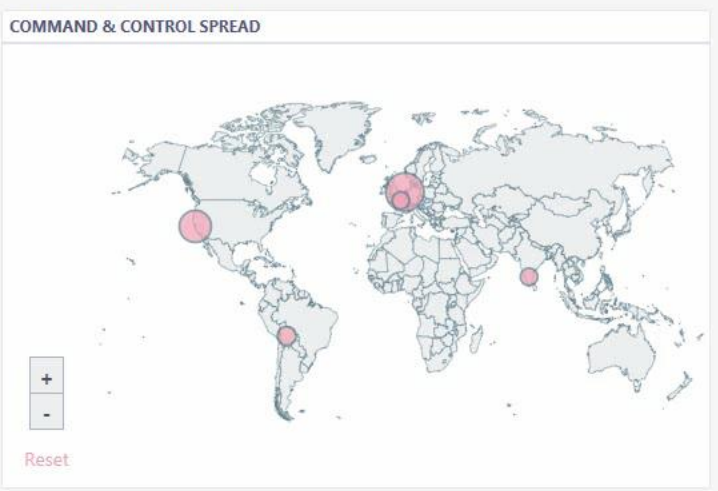 COMMAND & CONTROL SPREAD
+
-
Reset